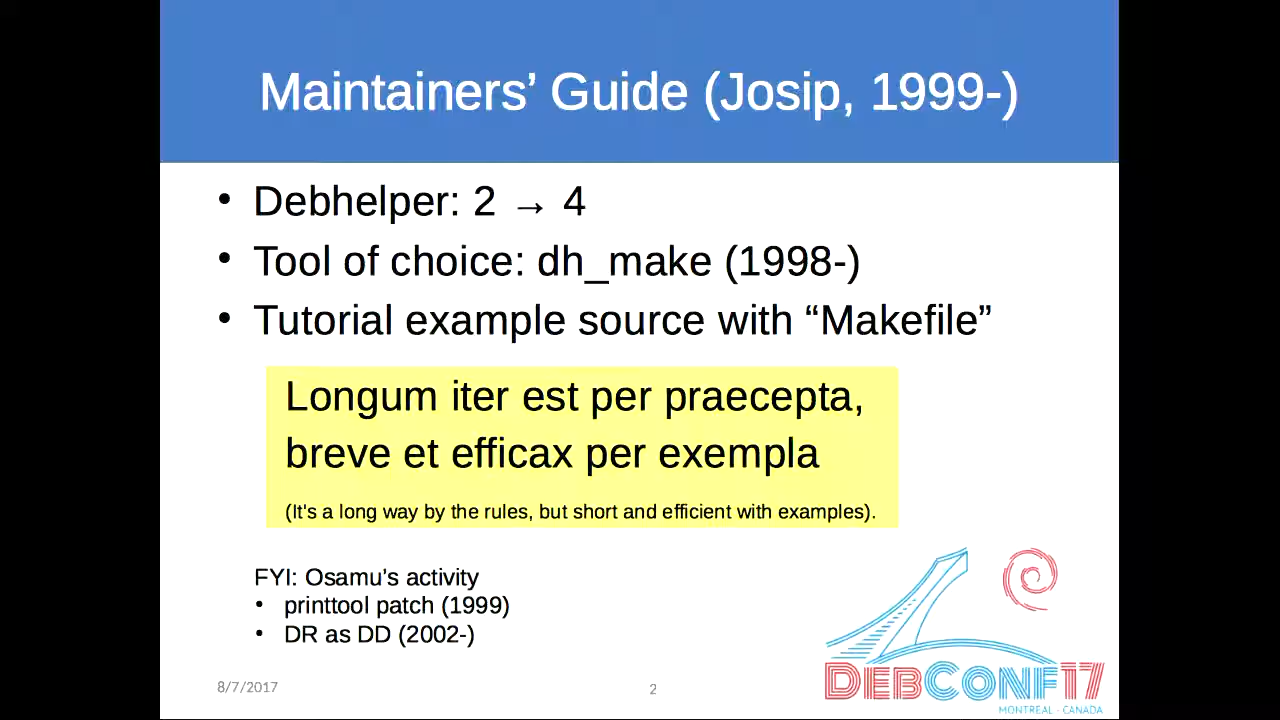 Maintainers’ Guide (Josip, 1999-)
• Debhelper: 2 → 4
• Tool of choice: dh_make (1998-)
• Tutorial example source with “Makefile”
Longum iter est per praecepta,
breve et efficax per exempla
(It's a long way by the rules, but short and efficient with examples).
FYI: Osamu’s activity
• printtool patch (1999)
• DR as DD (2002-)
DEBCONF17
MONTREAL · CANADA
8/7/2017
2